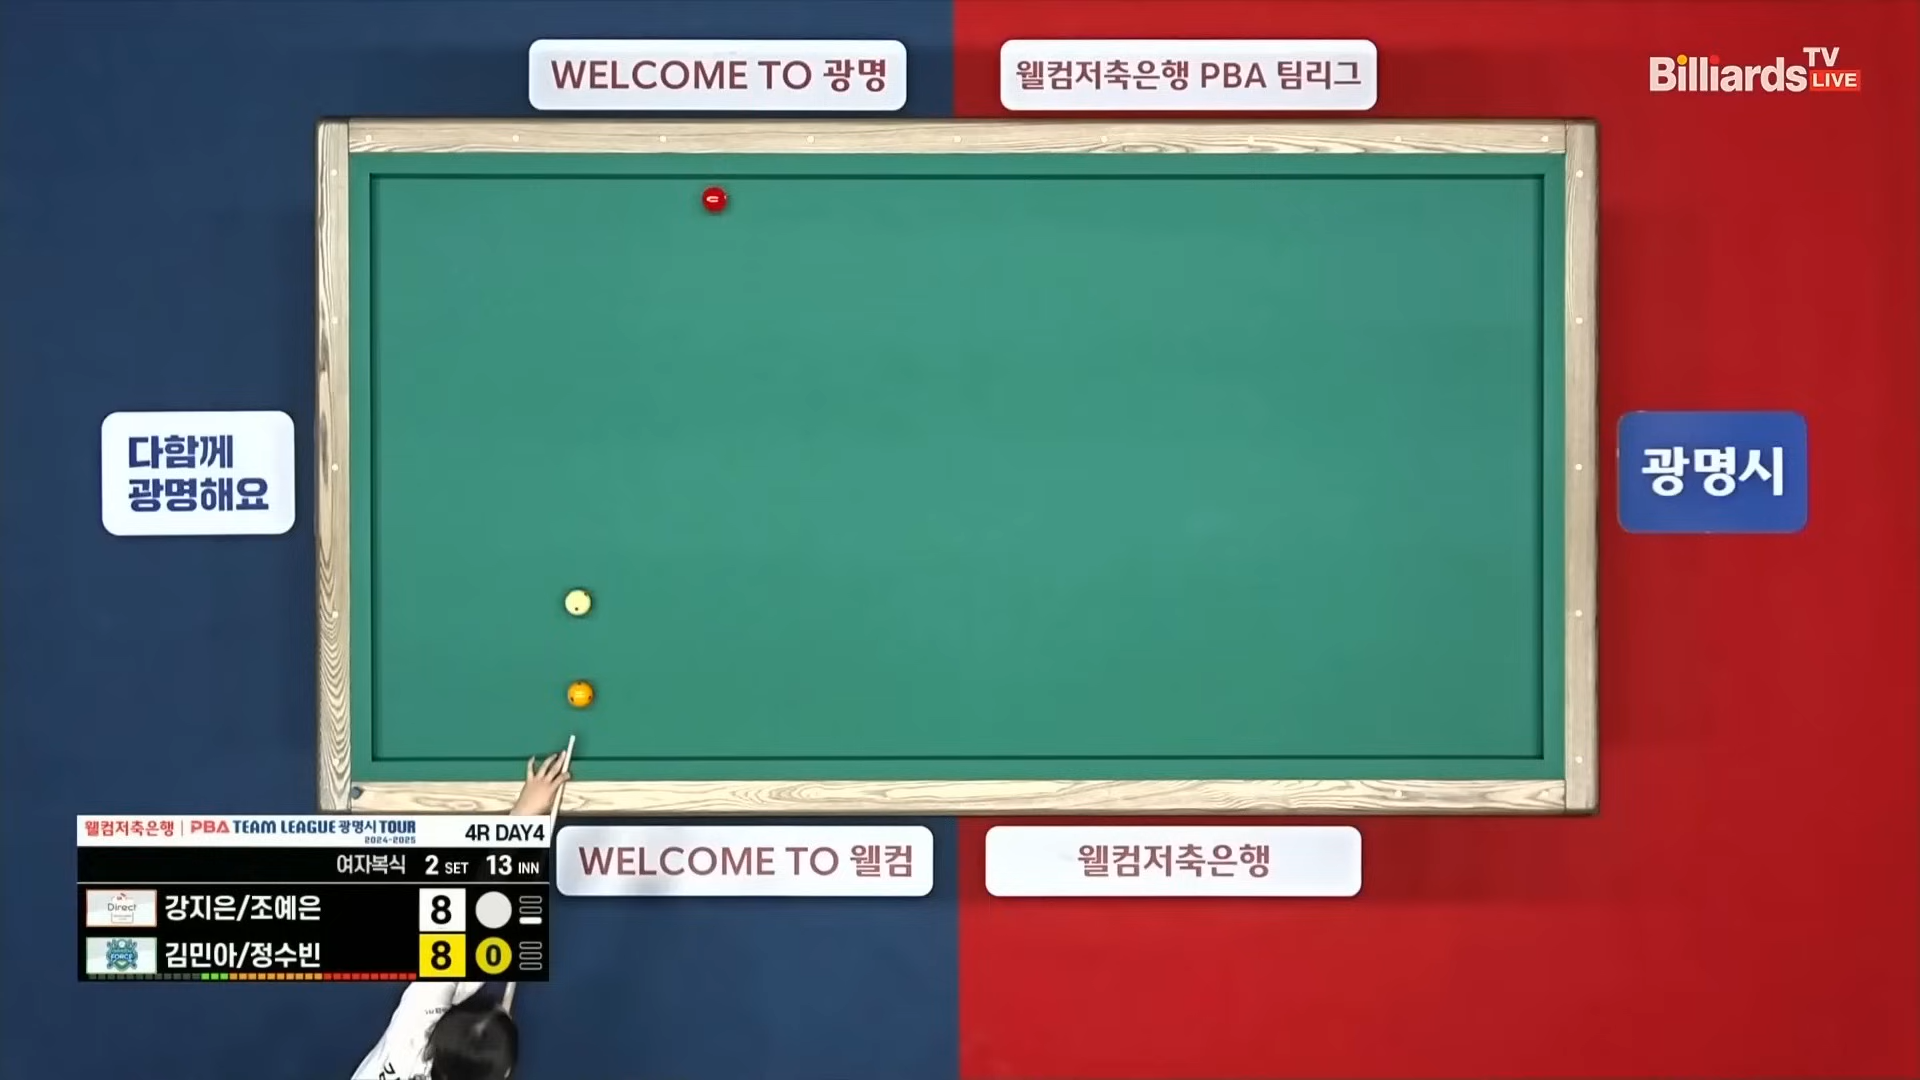 WELCOME TO 광명
웰컴저축은행 PBA 팀리그
BilliardsTV
LIVE
다함께
광명해요
광명시
웰컴저축은행 | PBA TEAM LEAGUE 광명시 TOUR
2024-2025
4R DAY4
여자복식 2 SET 13 INN
Direct
강지은/조예은 8
FORCE
김민아/정수빈 8 0
WELCOME TO 웰컴
웰컴저축은행